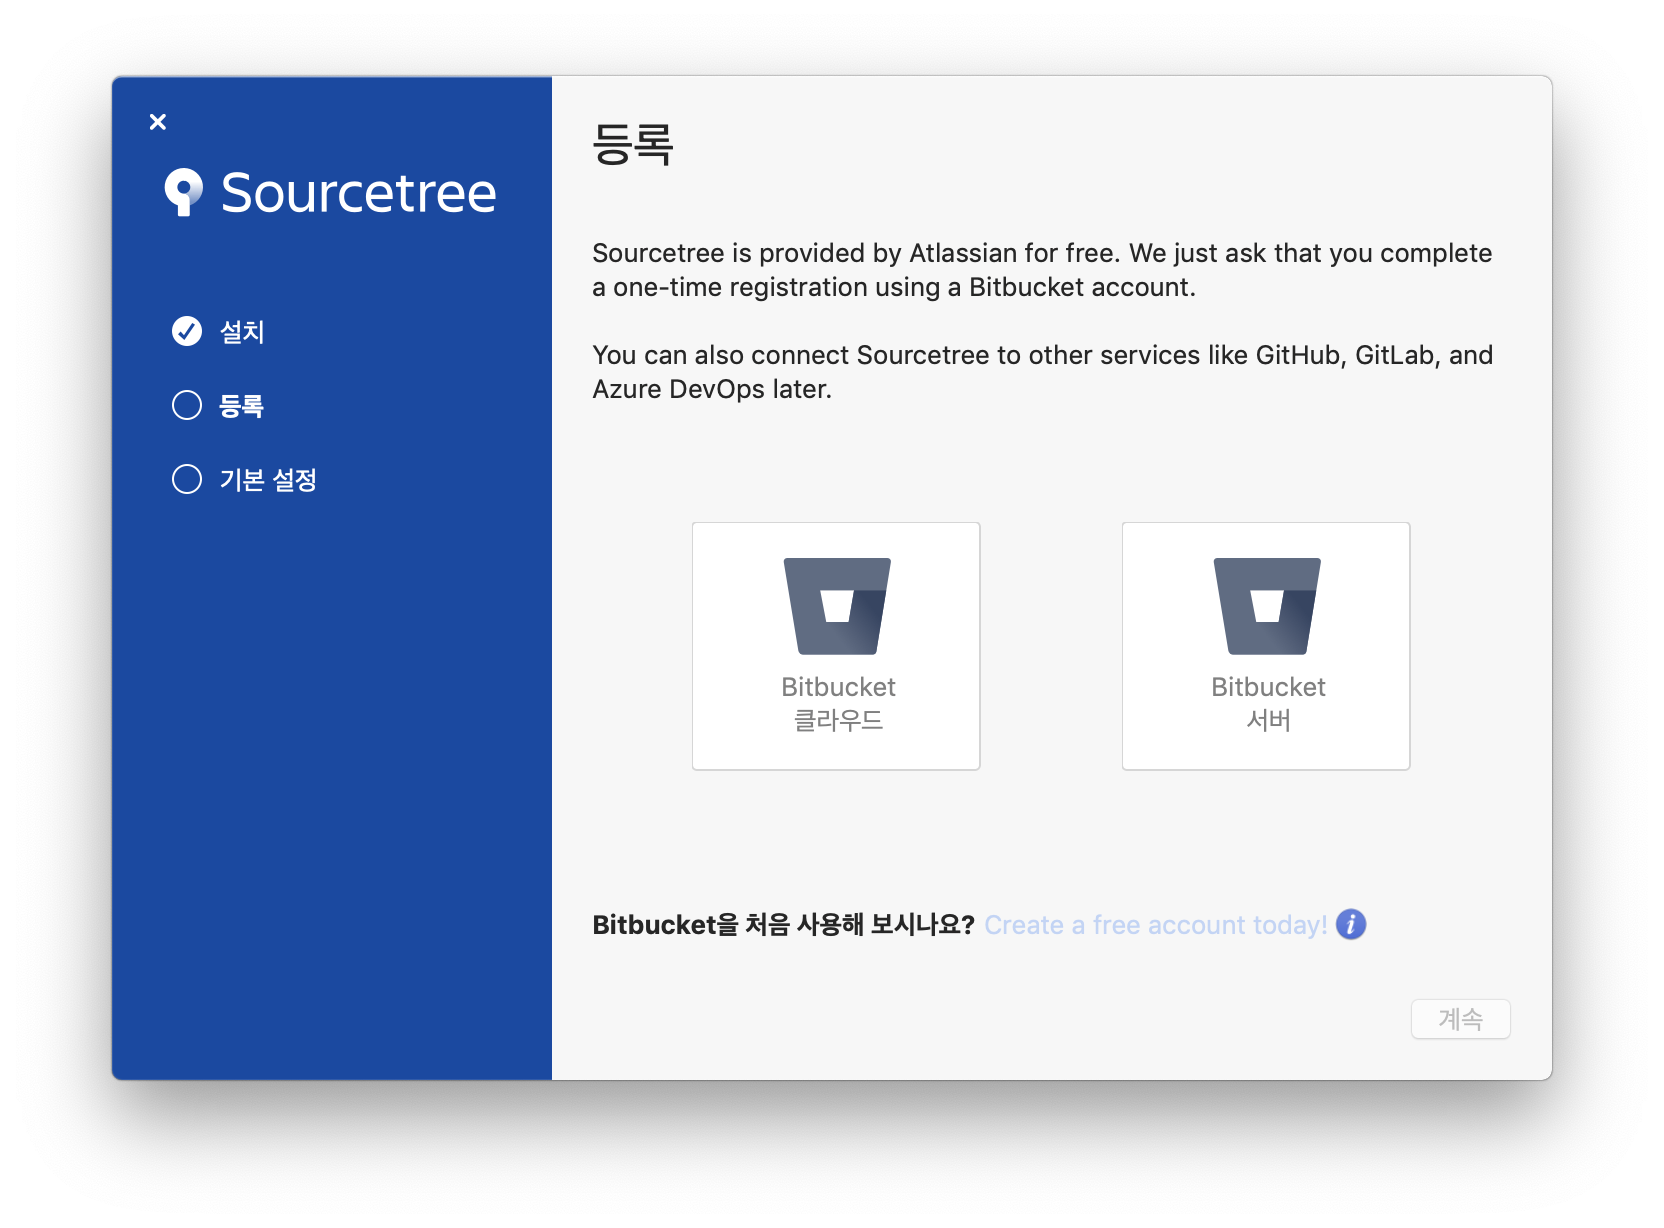 Sourcetree
설치
등록
기본 설정
등록
Sourcetree is provided by Atlassian for free. We just ask that you complete
a one-time registration using a Bitbucket account.
You can also connect Sourcetree to other services like GitHub, GitLab, and
Azure DevOps later.
Bitbucket
클라우드
Bitbucket
서버
Bitbucket을 처음 사용해 보시나요? Create a free account today!
계속